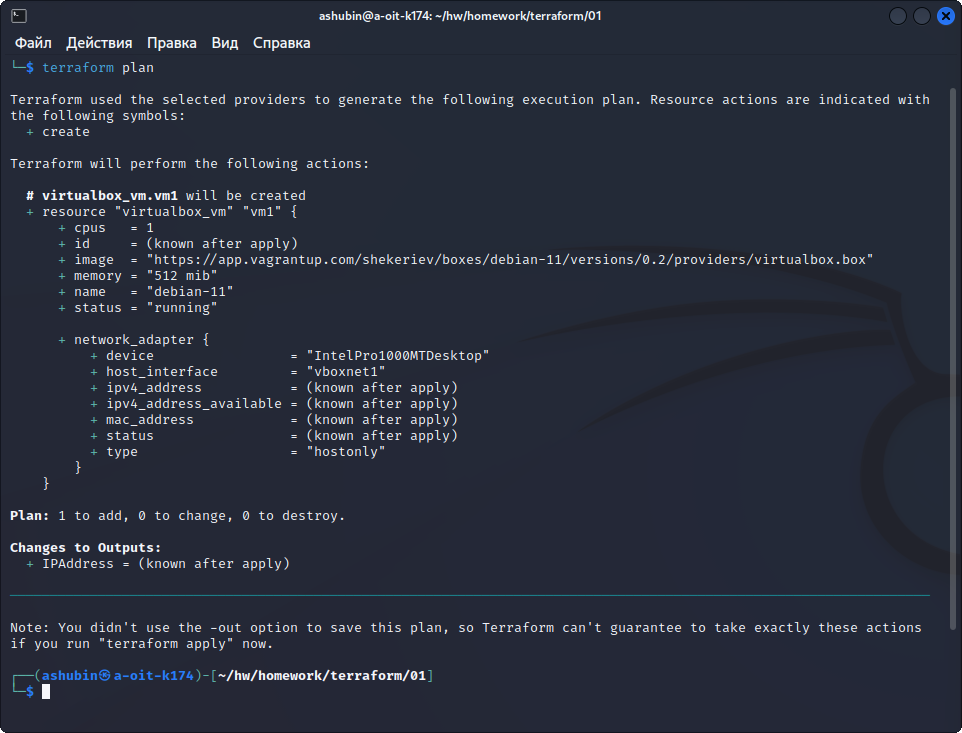 ashubin@a-oit-k174: ~/hw/homework/terraform/01
Файл Действия Правка Вид Справка
└─$ terraform plan
Terraform used the selected providers to generate the following execution plan. Resource actions are indicated with
the following symbols:
  + create
Terraform will perform the following actions:
  # virtualbox_vm.vm1 will be created
  + resource "virtualbox_vm" "vm1" {
      + cpus   = 1
      + id     = (known after apply)
      + image  = "https://app.vagrantup.com/shekeriev/boxes/debian-11/versions/0.2/providers/virtualbox.box"
      + memory = "512 mib"
      + name   = "debian-11"
      + status = "running"
      + network_adapter {
          + device                 = "IntelPro1000MTDesktop"
          + host_interface         = "vboxnet1"
          + ipv4_address           = (known after apply)
          + ipv4_address_available = (known after apply)
          + mac_address            = (known after apply)
          + status                 = (known after apply)
          + type                   = "hostonly"
        }
    }
Plan: 1 to add, 0 to change, 0 to destroy.
Changes to Outputs:
  + IPAddress = (known after apply)
Note: You didn't use the -out option to save this plan, so Terraform can't guarantee to take exactly these actions
if you run "terraform apply" now.
┌──(ashubin㉿a-oit-k174)-[~/hw/homework/terraform/01]
└─$